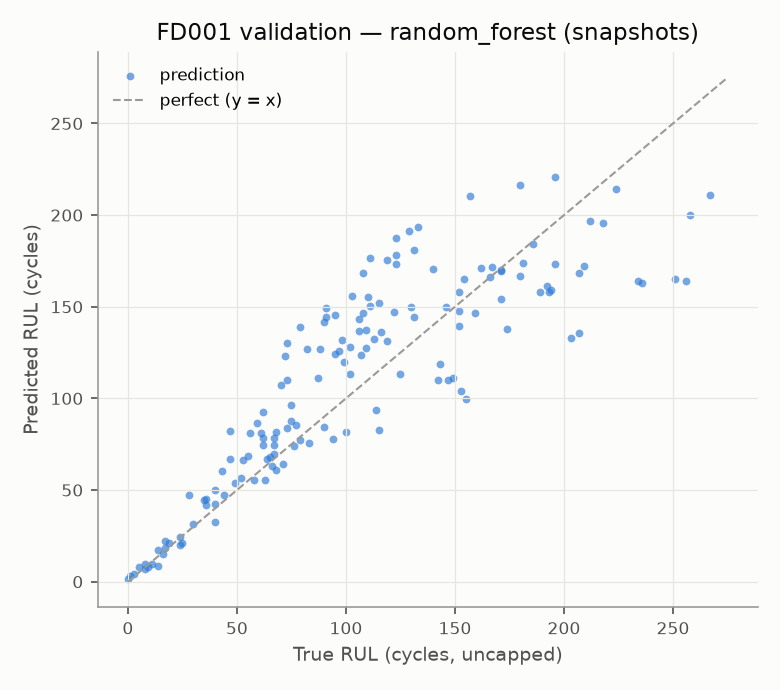 FD001 validation — random_forest (snapshots)
prediction
perfect (y = x)
Predicted RUL (cycles)
250
200
150
100
50
0
0 50 100 150 200 250
True RUL (cycles, uncapped)